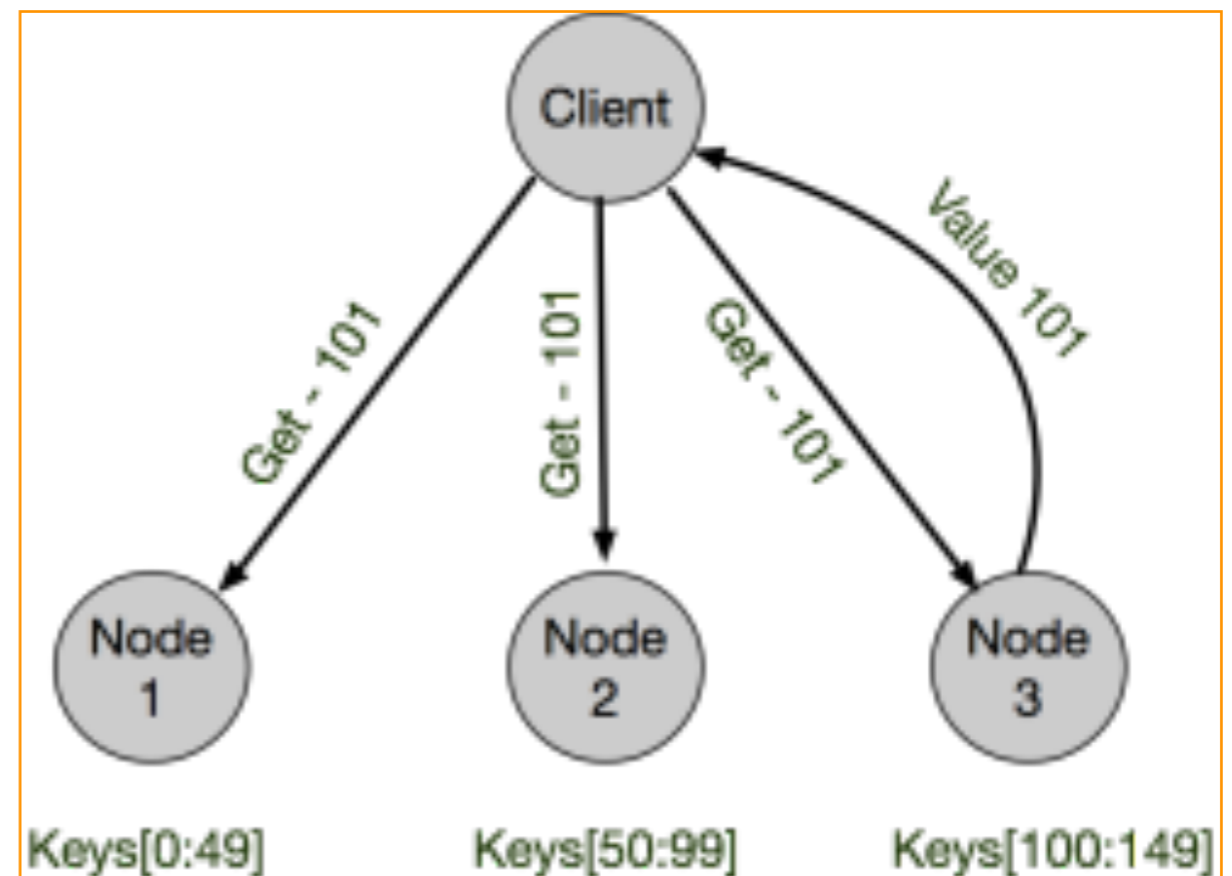 Client
Get - 101
Get - 101
Get - 101
Value 101
Node
1
Node
2
Node
3
Keys[0:49]
Keys[50:99]
Keys[100:149]